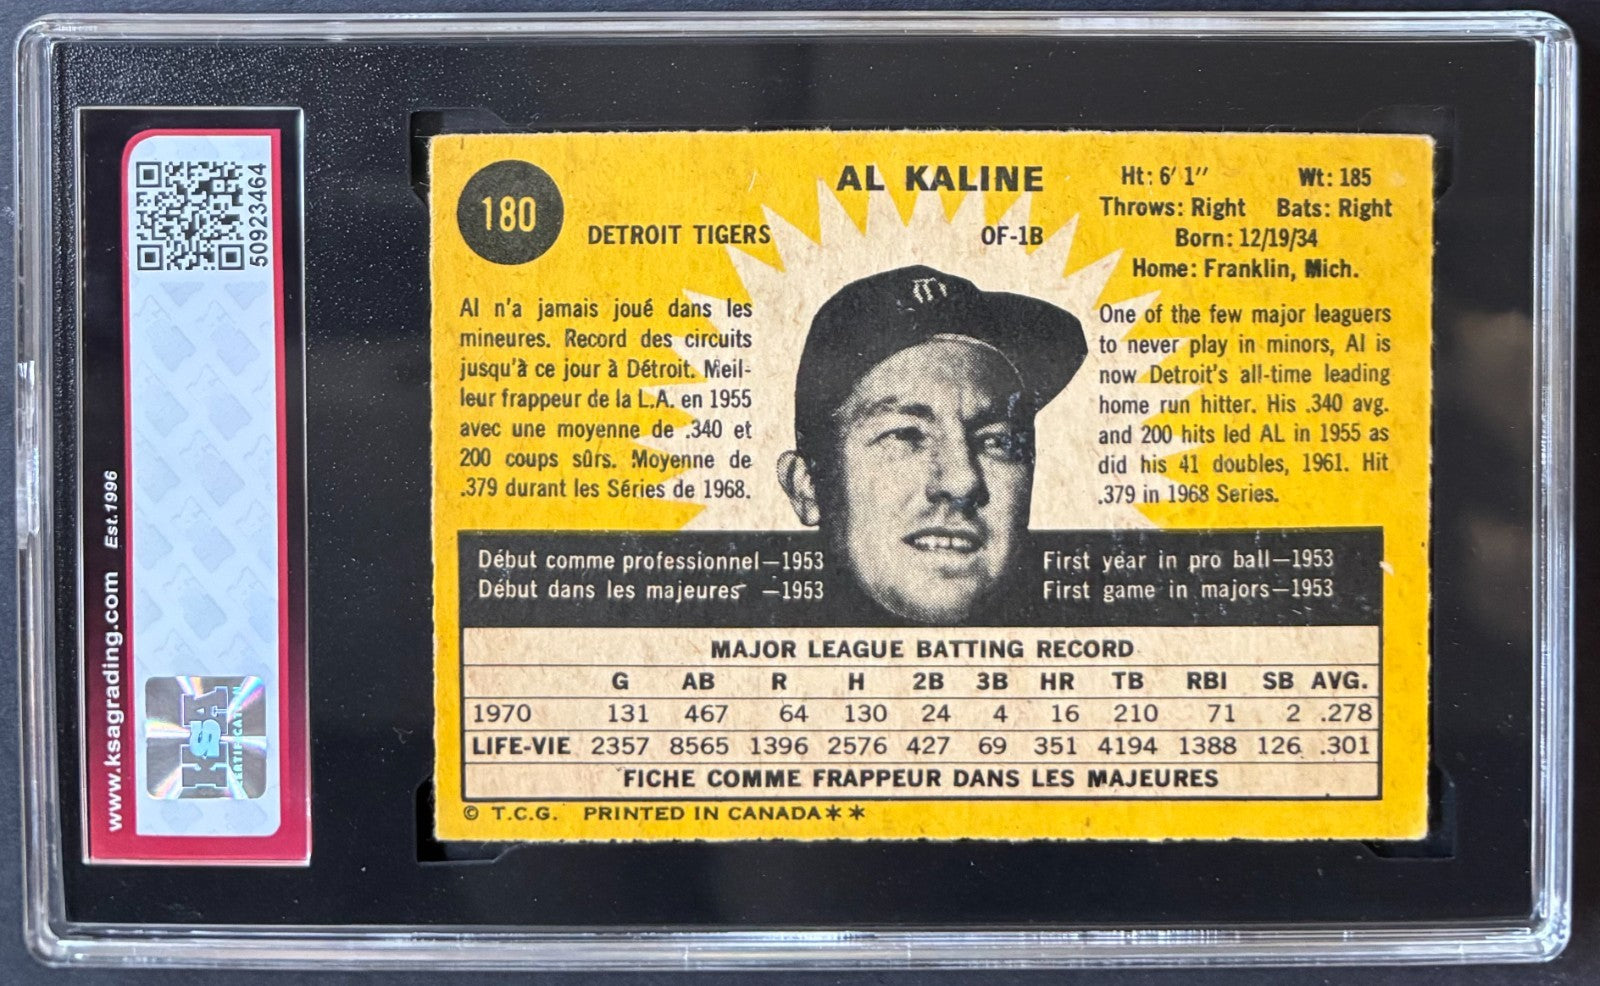 50923464
www.ksagrading.com Est.1996
KSA
CERTIFICATION
180
AL KALINE
DETROIT TIGERS OF-1B
Ht: 6' 1" Wt: 185
Throws: Right Bats: Right
Born: 12/19/34
Home: Franklin, Mich.
Al n'a jamais joué dans les
mineures. Record des circuits
jusqu'à ce jour à Détroit. Meil-
leur frappeur de la L.A. en 1955
avec une moyenne de .340 et
200 coups sûrs. Moyenne de
.379 durant les Séries de 1968.
One of the few major leaguers
to never play in minors, Al is
now Detroit's all-time leading
home run hitter. His .340 avg.
and 200 hits led AL in 1955 as
did his 41 doubles, 1961. Hit
.379 in 1968 Series.
Début comme professionnel—1953
Début dans les majeures —1953
First year in pro ball—1953
First game in majors—1953
MAJOR LEAGUE BATTING RECORD
G AB R H 2B 3B HR TB RBI SB AVG.
1970 131 467 64 130 24 4 16 210 71 2 .278
LIFE-VIE 2357 8565 1396 2576 427 69 351 4194 1388 126 .301
FICHE COMME FRAPPEUR DANS LES MAJEURES
© T.C.G. PRINTED IN CANADA**